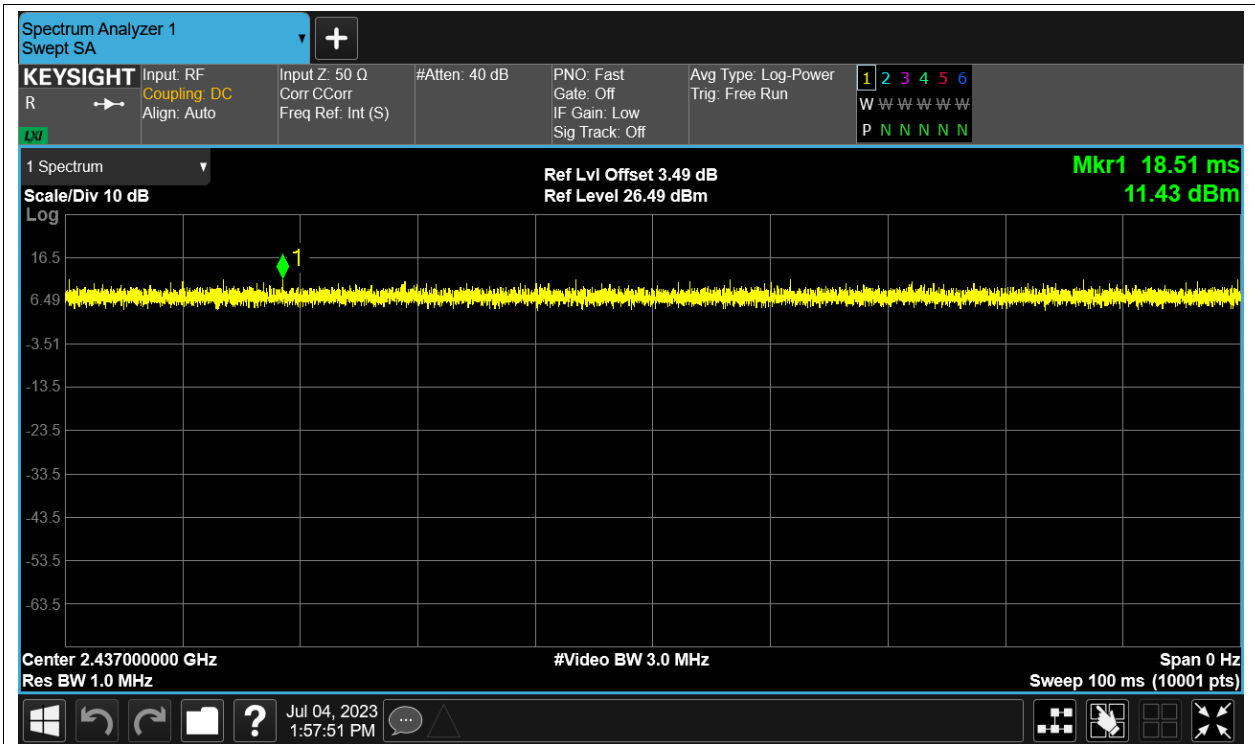 Spectrum Analyzer 1
Swept SA
+
KEYSIGHT
R
LXI
Input: RF
Coupling: DC
Align: Auto
Input Z: 50 Ω
Corr CCorr
Freq Ref: Int (S)
#Atten: 40 dB
PNO: Fast
Gate: Off
IF Gain: Low
Sig Track: Off
Avg Type: Log-Power
Trig: Free Run
1 2 3 4 5 6
W W W W W W
P N N N N N
1 Spectrum
Scale/Div 10 dB
Log
Ref Lvl Offset 3.49 dB
Ref Level 26.49 dBm
Mkr1 18.51 ms
11.43 dBm
1
16.5
6.49
-3.51
-13.5
-23.5
-33.5
-43.5
-53.5
-63.5
Center 2.437000000 GHz
#Video BW 3.0 MHz
Span 0 Hz
Res BW 1.0 MHz
Sweep 100 ms (10001 pts)
?
Jul 04, 2023
1:57:51 PM